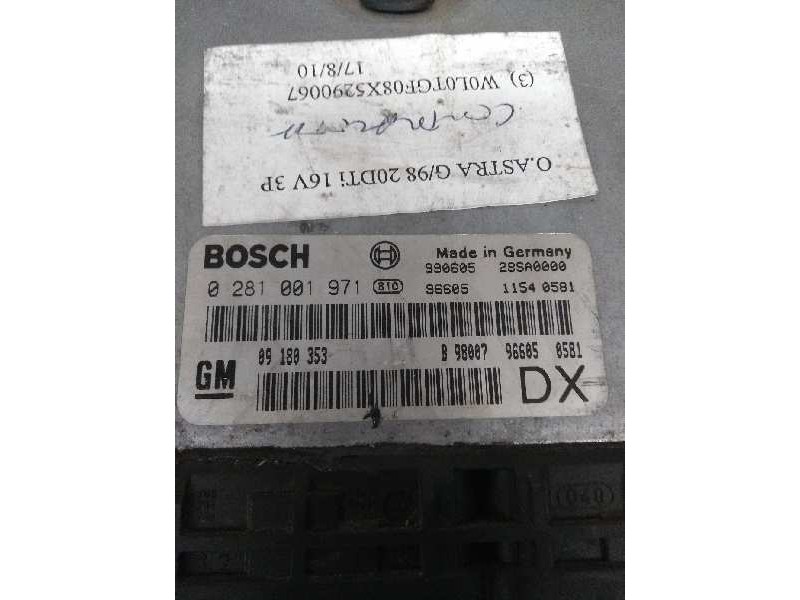 (3) W0L0TGF08X5290067
17/8/10
O.ASTRA G/98 20DTi 16V 3P
BOSCH
Made in Germany
990605 28SA0000
0 281 001 971 810 96605 1154 0581
GM
09 180 353 B 98007 96605 0581
DX